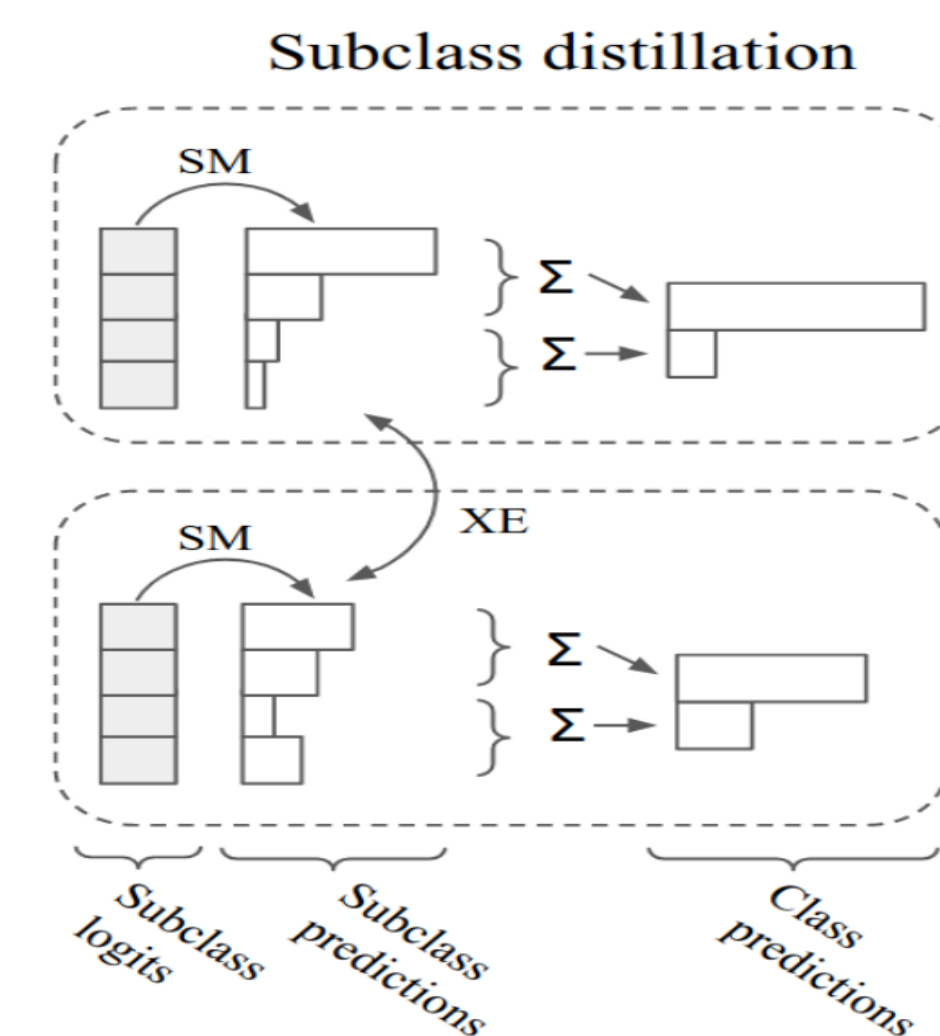 Subclass distillation
SM
Σ
Σ
XE
SM
Σ
Σ
Subclass
logits
Subclass
predictions
Class
predictions